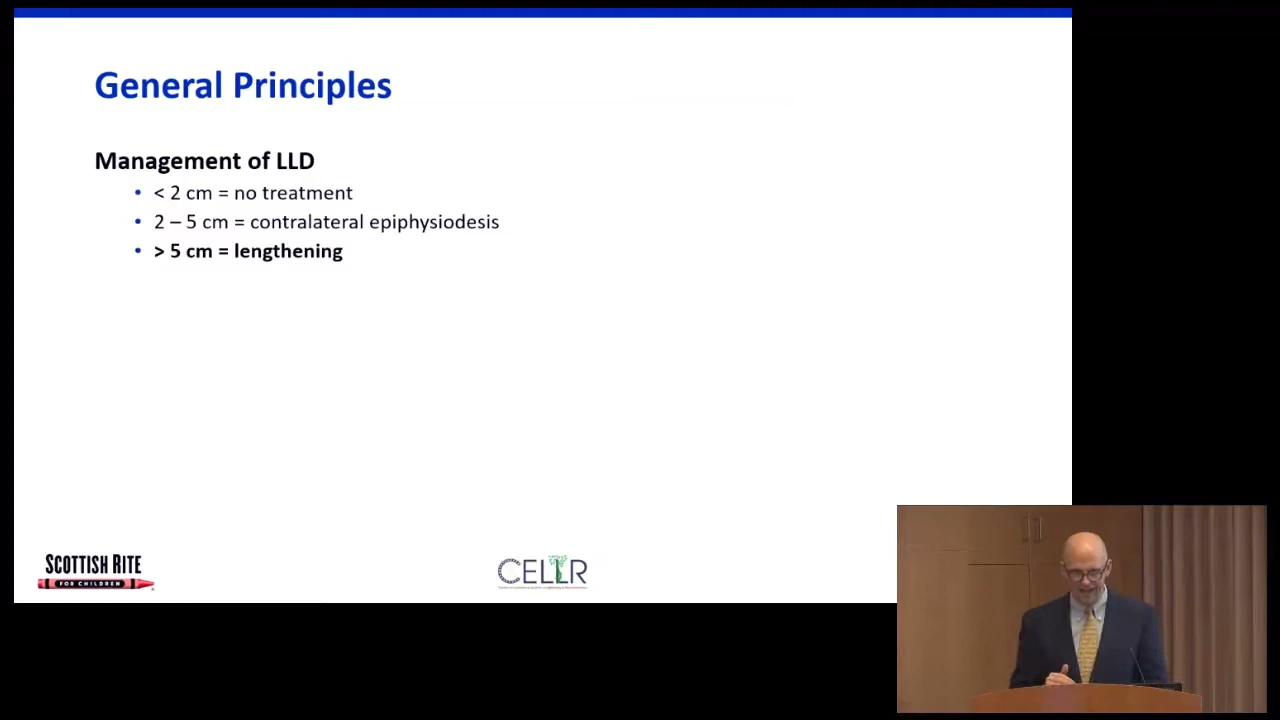 General Principles
Management of LLD
• < 2 cm = no treatment
• 2 – 5 cm = contralateral epiphysiodesis
• > 5 cm = lengthening
SCOTTISH RITE
FOR CHILDREN
CELLR